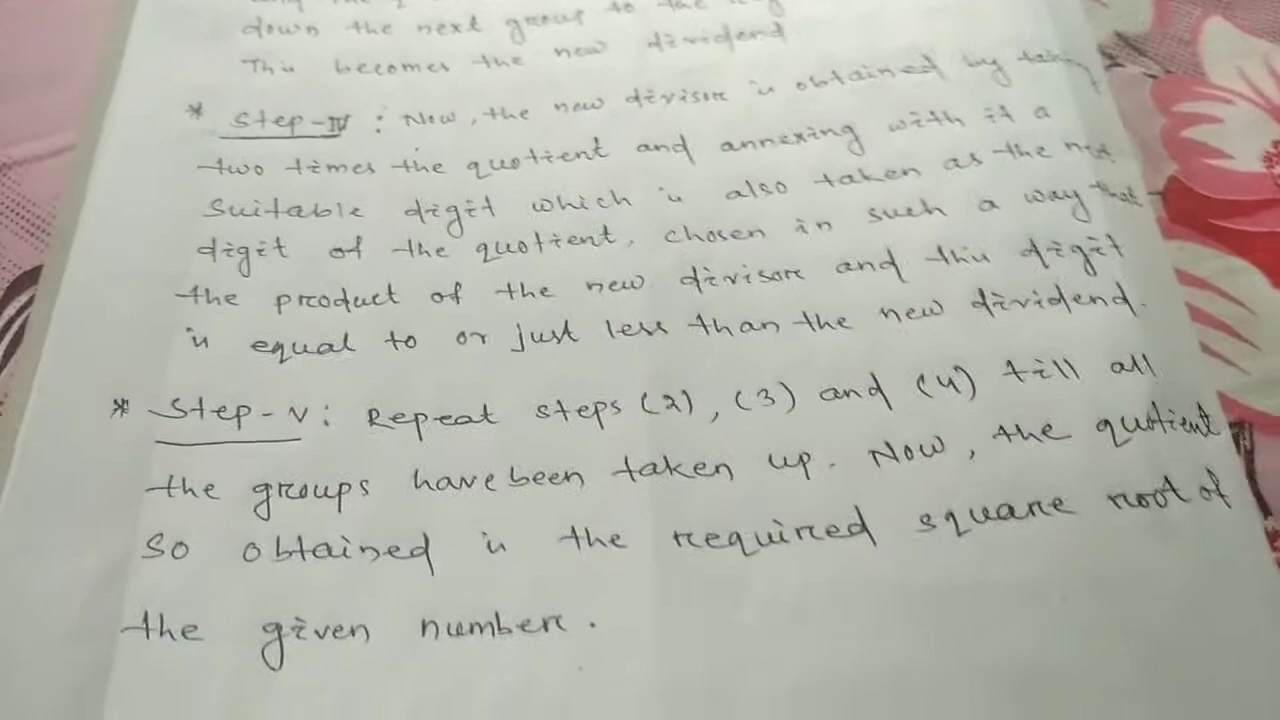 down the next group to the
This becomes the new dividend
* Step-IV : Now, the new divisor is obtained by taking
two times the quotient and annexing with it a
suitable digit which is also taken as the next
digit of the quotient, chosen in such a way that
the product of the new divisor and this digit
is equal to or just less than the new dividend.
* Step-V : Repeat steps (2), (3) and (4) till all
the groups have been taken up. Now, the quotient
so obtained is the required square root of
the given number.